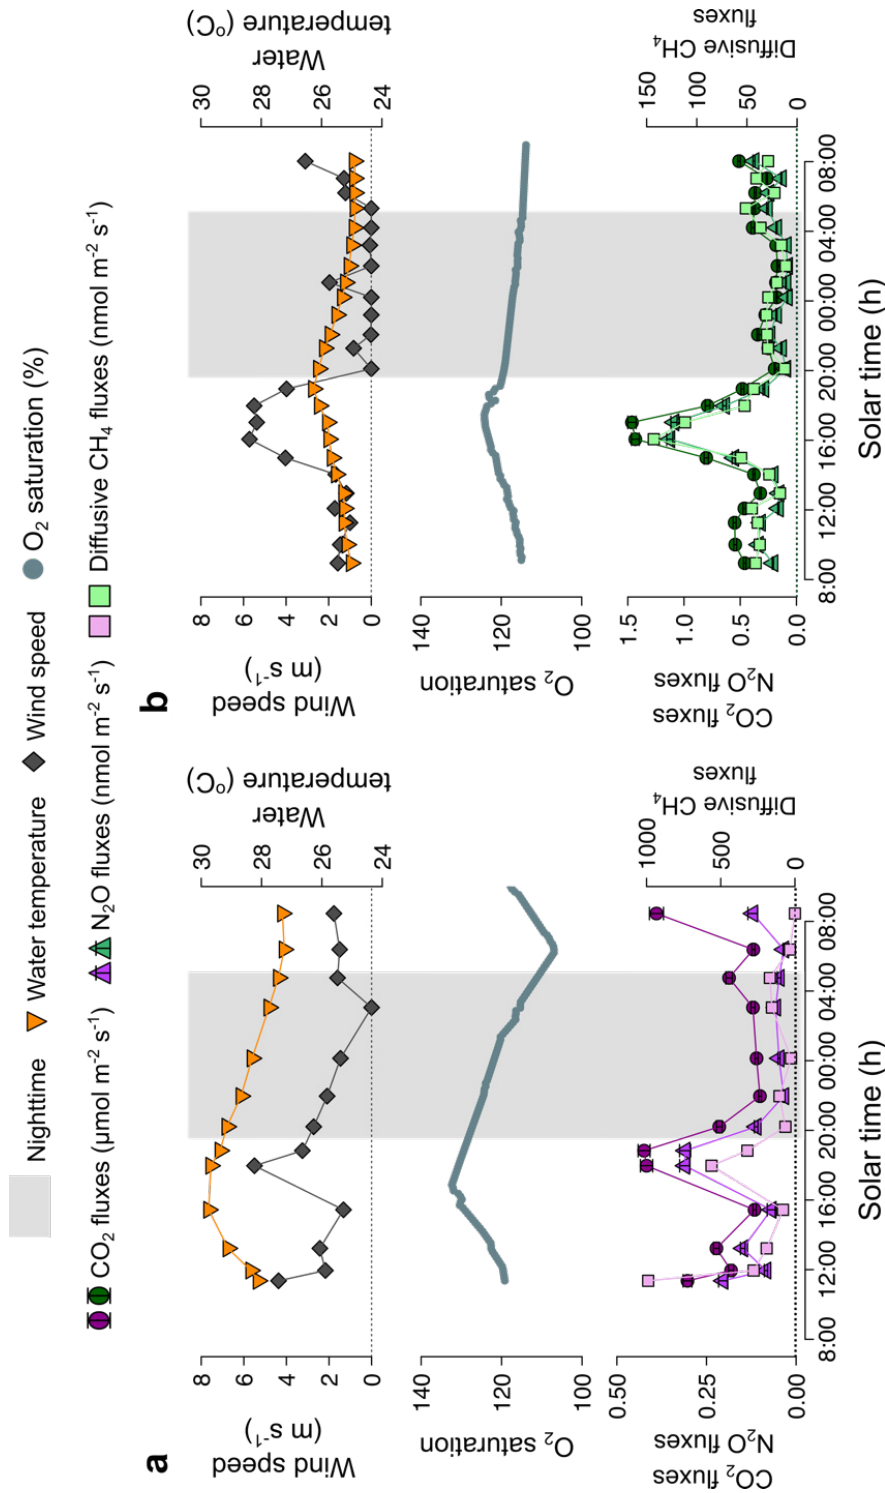 Nighttime Water temperature Wind speed O2 saturation (%)
CO2 fluxes (µmol m-2 s-1) N2O fluxes (nmol m-2 s-1) Diffusive CH4 fluxes (nmol m-2 s-1)
a
Wind speed
(m s-1)
8
6
4
2
0
30
28
26
24
Water
temperature (ºC)
O2 saturation
140
120
100
CO2 fluxes
N2O fluxes
0.50
0.25
0.00
1000
500
0
Diffusive CH4
fluxes
8:00 12:00 16:00 20:00 00:00 04:00 08:00
Solar time (h)
b
Wind speed
(m s-1)
8
6
4
2
0
30
28
26
24
Water
temperature (ºC)
O2 saturation
140
120
100
CO2 fluxes
N2O fluxes
1.5
1.0
0.5
0.0
150
100
50
0
Diffusive CH4
fluxes
8:00 12:00 16:00 20:00 00:00 04:00 08:00
Solar time (h)